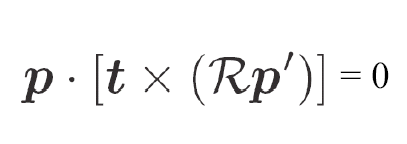 p · [t × (ℛp′)] = 0